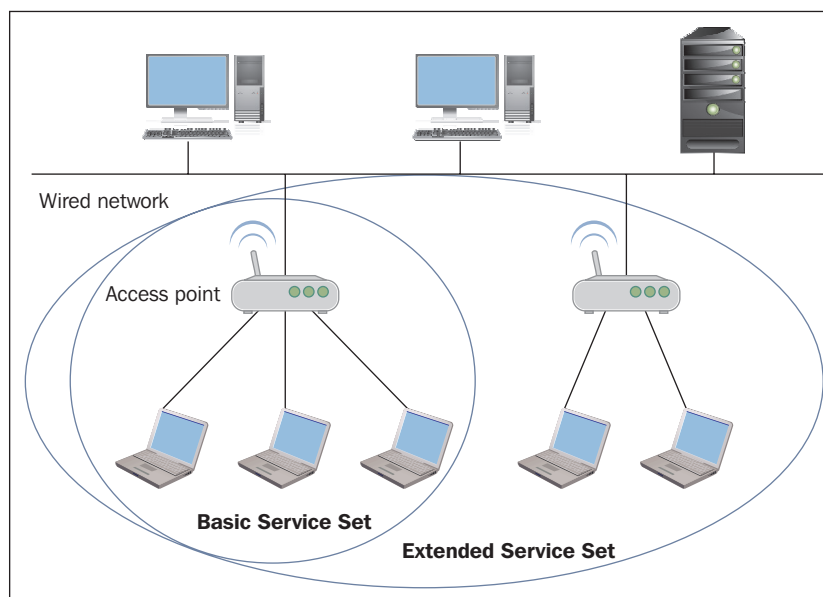 Wired network
Access point
Basic Service Set
Extended Service Set